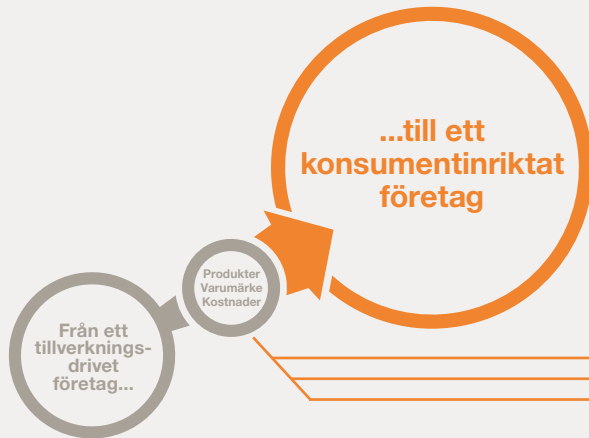 ...till ett
konsumentinriktat
företag
Produkter
Varumärke
Kostnader
Från ett
tillverknings-
drivet
företag...